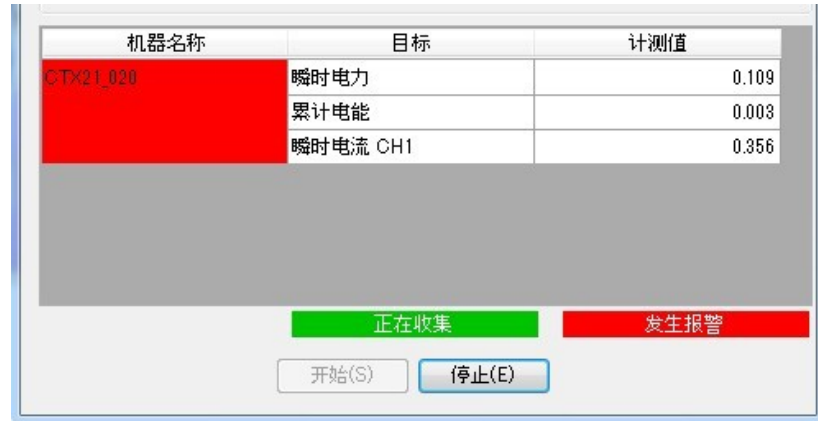 机器名称 目标 计测值
CTX21_020 瞬时电力 0.109
累计电能 0.003
瞬时电流 CH1 0.356
正在收集 发生报警
开始(S) 停止(E)